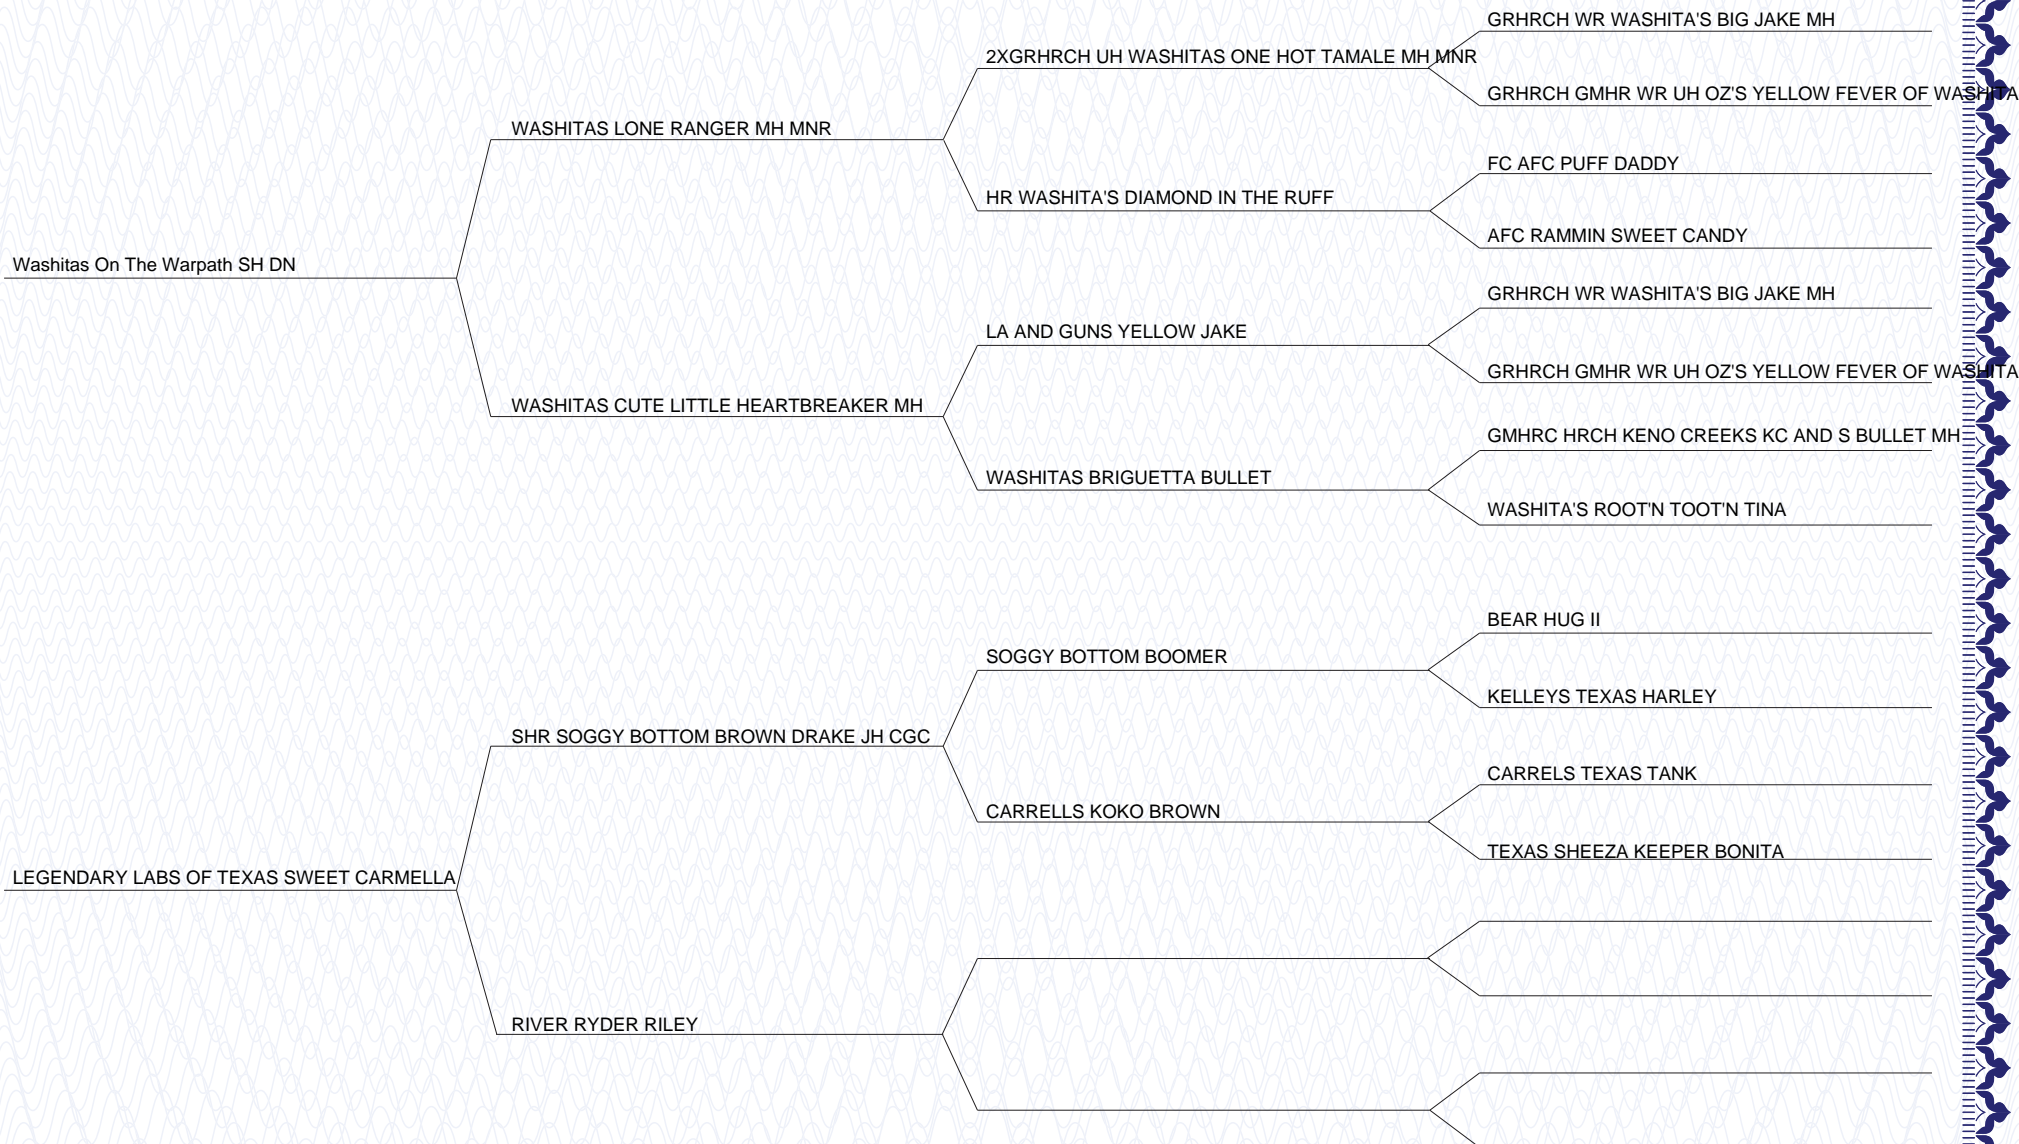 GRHRCH WR WASHITA'S BIG JAKE MH
2XGRHRCH UH WASHITAS ONE HOT TAMALE MH MNR
GRHRCH GMHR WR UH OZ'S YELLOW FEVER OF WASHITA
WASHITAS LONE RANGER MH MNR
FC AFC PUFF DADDY
HR WASHITA'S DIAMOND IN THE RUFF
AFC RAMMIN SWEET CANDY
Washitas On The Warpath SH DN
GRHRCH WR WASHITA'S BIG JAKE MH
LA AND GUNS YELLOW JAKE
GRHRCH GMHR WR UH OZ'S YELLOW FEVER OF WASHITA
WASHITAS CUTE LITTLE HEARTBREAKER MH
GMHRC HRCH KENO CREEKS KC AND S BULLET MH
WASHITAS BRIGUETTA BULLET
WASHITA'S ROOT'N TOOT'N TINA
BEAR HUG II
SOGGY BOTTOM BOOMER
KELLEYS TEXAS HARLEY
SHR SOGGY BOTTOM BROWN DRAKE JH CGC
CARRELS TEXAS TANK
CARRELLS KOKO BROWN
TEXAS SHEEZA KEEPER BONITA
LEGENDARY LABS OF TEXAS SWEET CARMELLA
RIVER RYDER RILEY